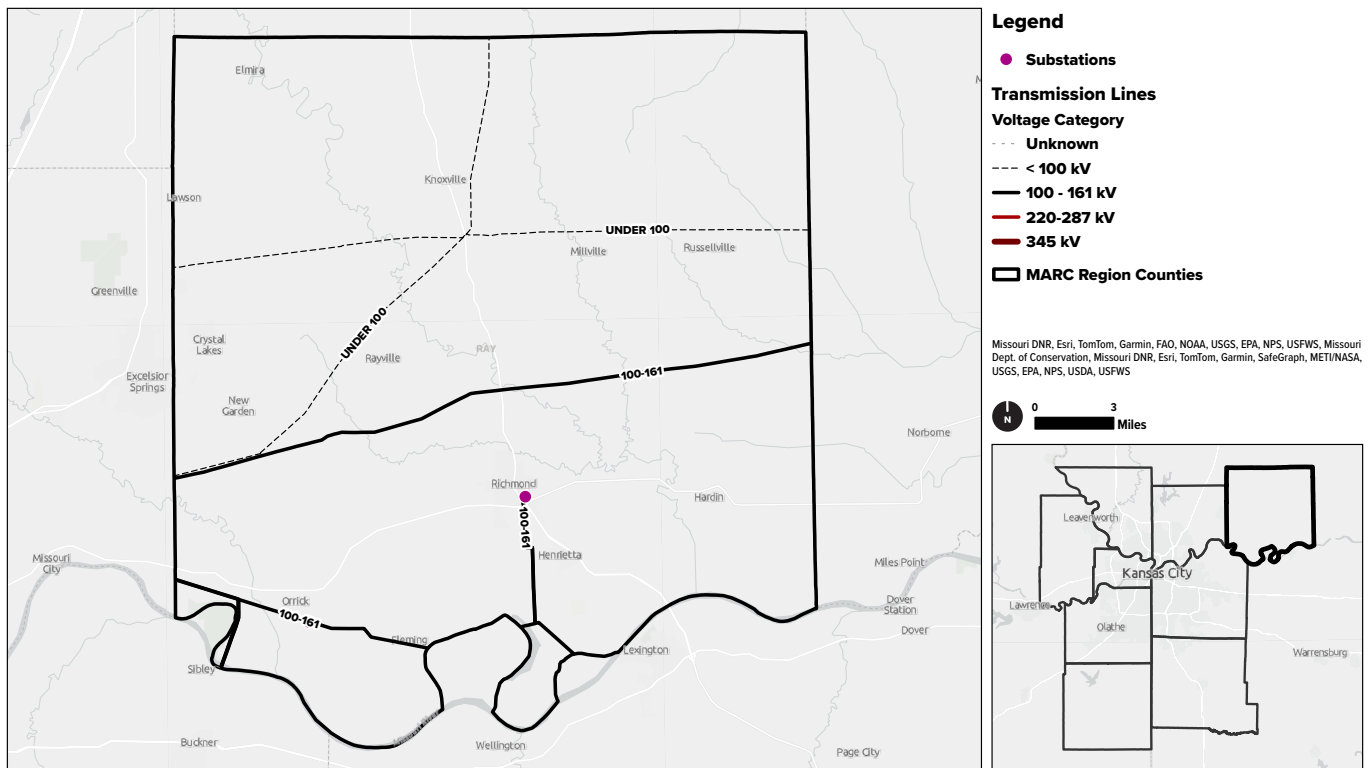 Elmira
Knoxville
Lawson
UNDER 100
Millville
Russellville
Greenville
UNDER 100
Crystal
Lakes
Rayville
RAY
100-161
Excelsior
Springs
New
Garden
Norborne
Richmond
Hardin
100-161
Henrietta
Missouri
City
Miles Point
Orrick
100-161
Dover
Station
Fleming
Dover
Lexington
Sibley
Buckner
Wellington
Page City
Legend
Substations
Transmission Lines
Voltage Category
Unknown
< 100 kV
100 - 161 kV
220-287 kV
345 kV
MARC Region Counties
Missouri DNR, Esri, TomTom, Garmin, FAO, NOAA, USGS, EPA, NPS, USFWS, Missouri
Dept. of Conservation, Missouri DNR, Esri, TomTom, Garmin, SafeGraph, METI/NASA,
USGS, EPA, NPS, USDA, USFWS
N
0 3
Miles
Leavenworth
Kansas City
Lawrence
Olathe
Warrensburg